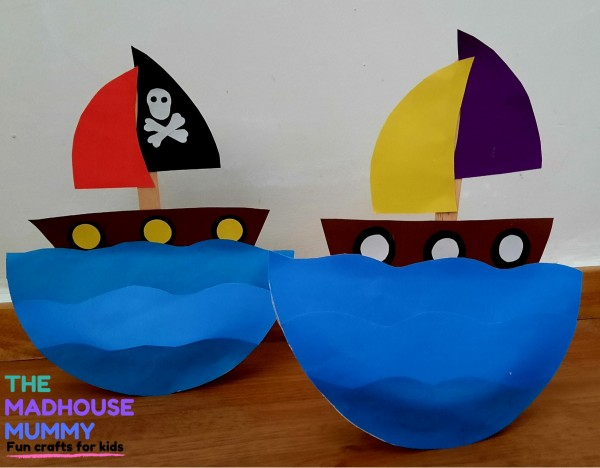 THE
MADHOUSE
MUMMY
Fun crafts for kids